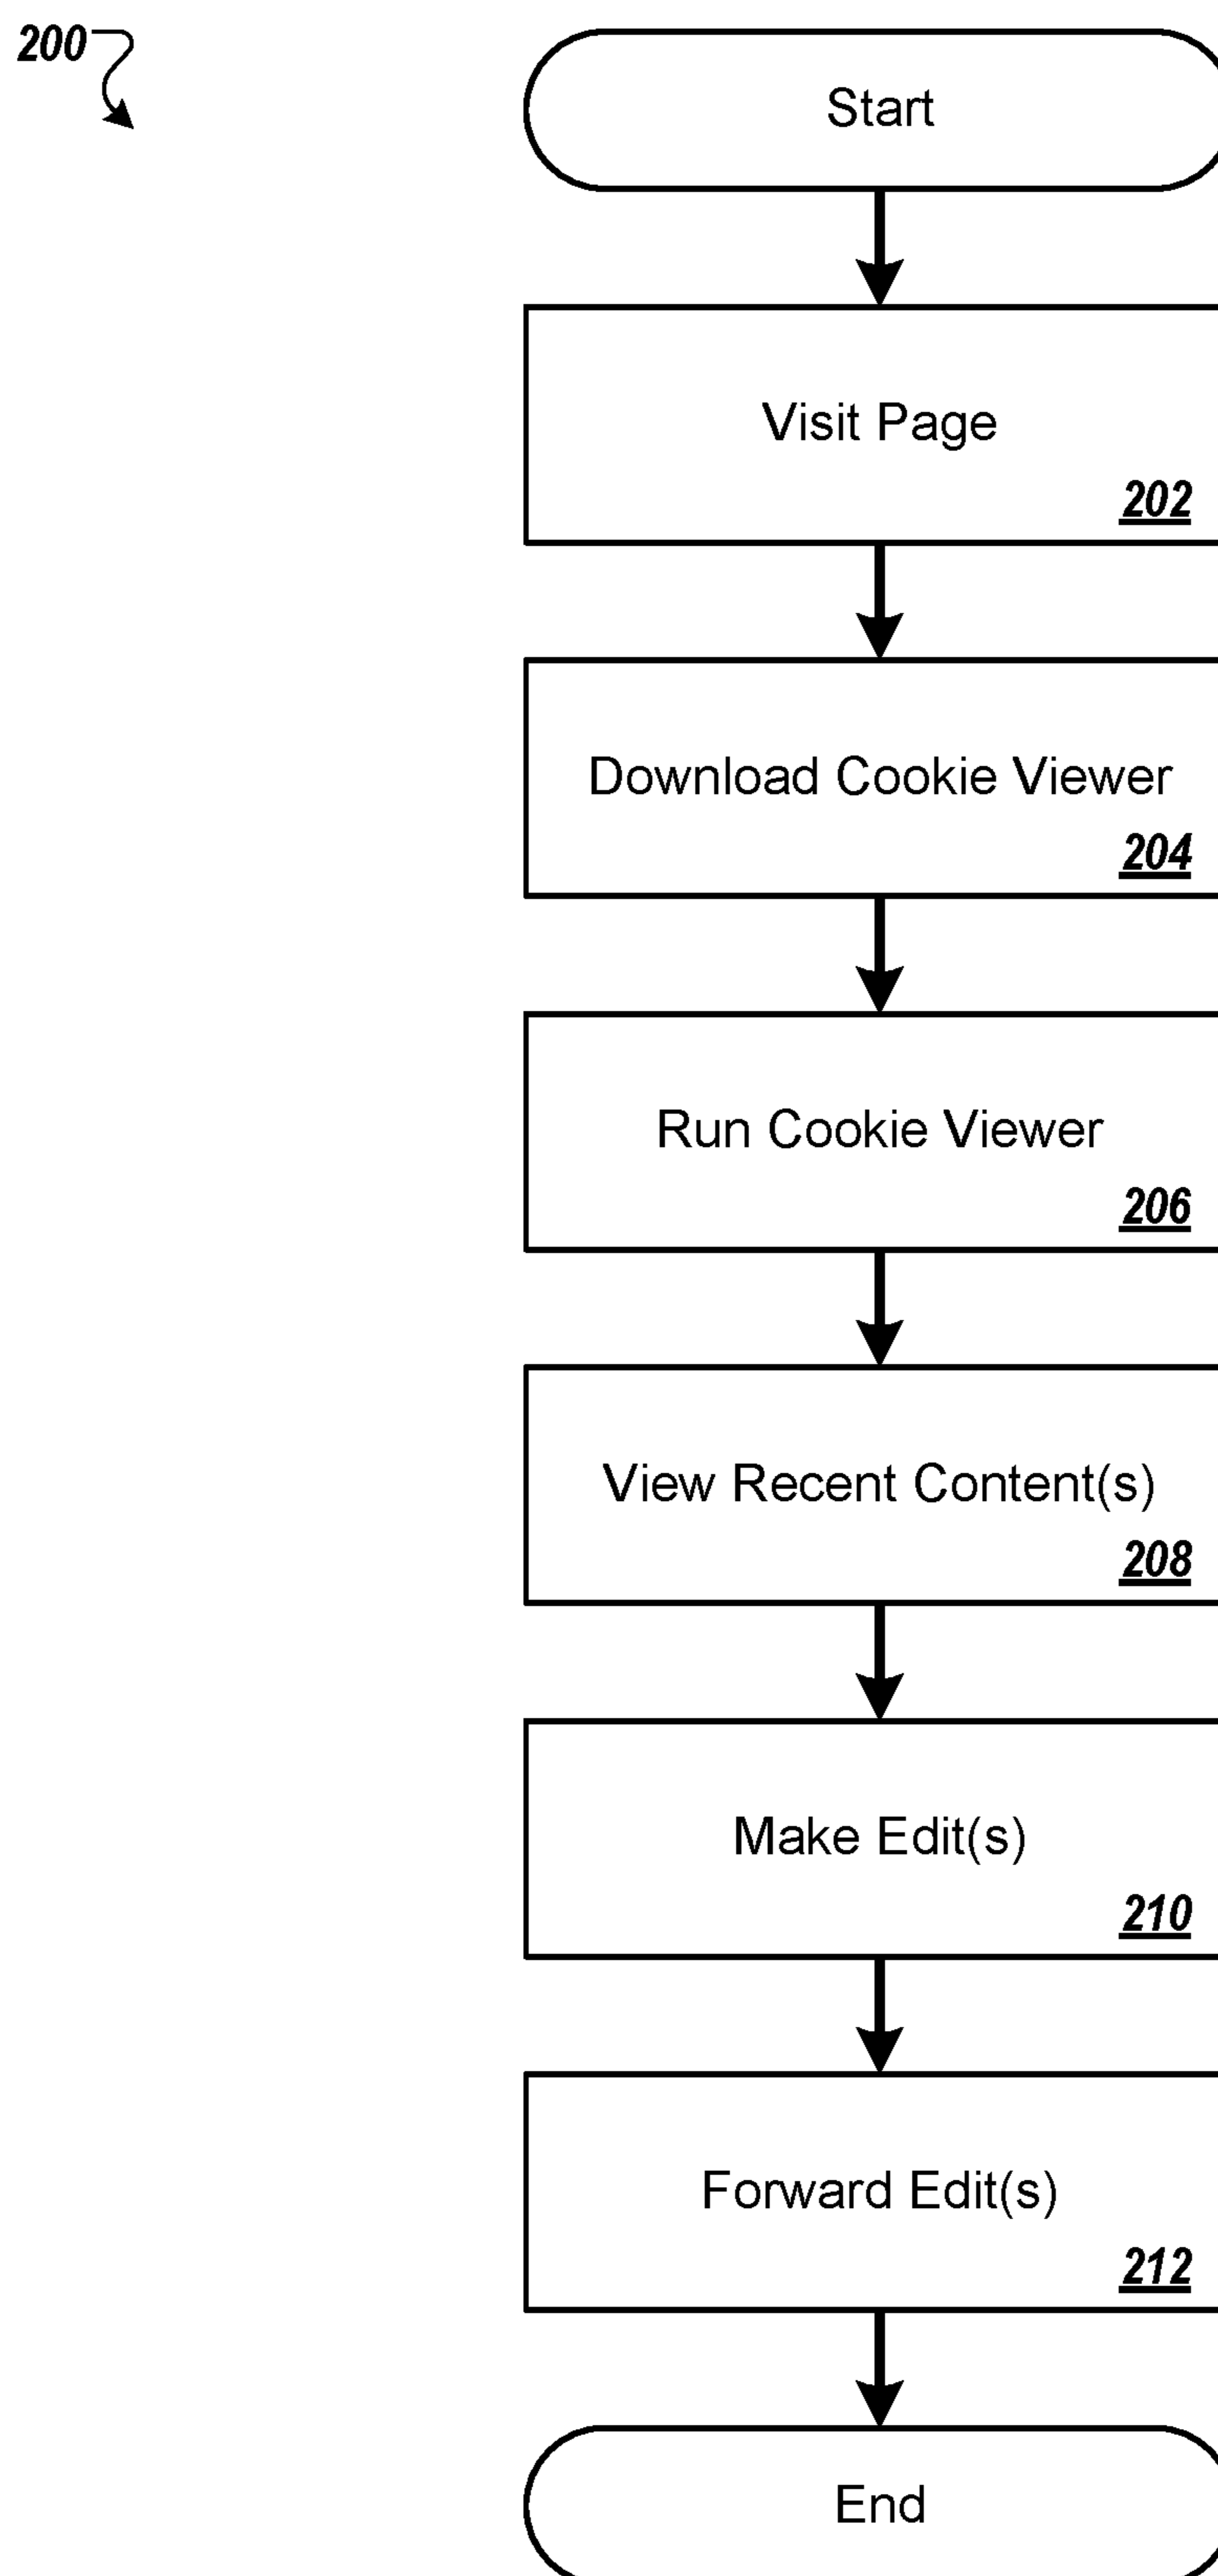 200
Start
Visit Page
202
Download Cookie Viewer
204
Run Cookie Viewer
206
View Recent Content(s)
208
Make Edit(s)
210
Forward Edit(s)
212
End